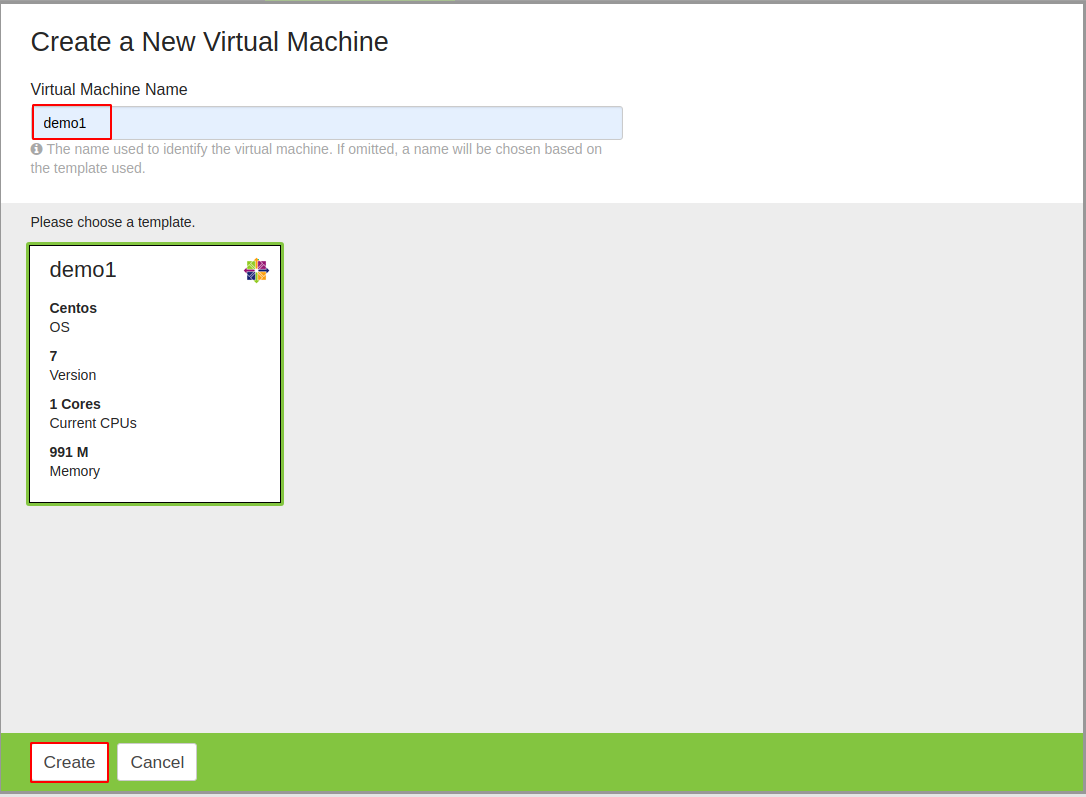 Create a New Virtual Machine
Virtual Machine Name
demo1
The name used to identify the virtual machine. If omitted, a name will be chosen based on
the template used.
Please choose a template.
demo1
Centos
OS
7
Version
1 Cores
Current CPUs
991 M
Memory
Create
Cancel